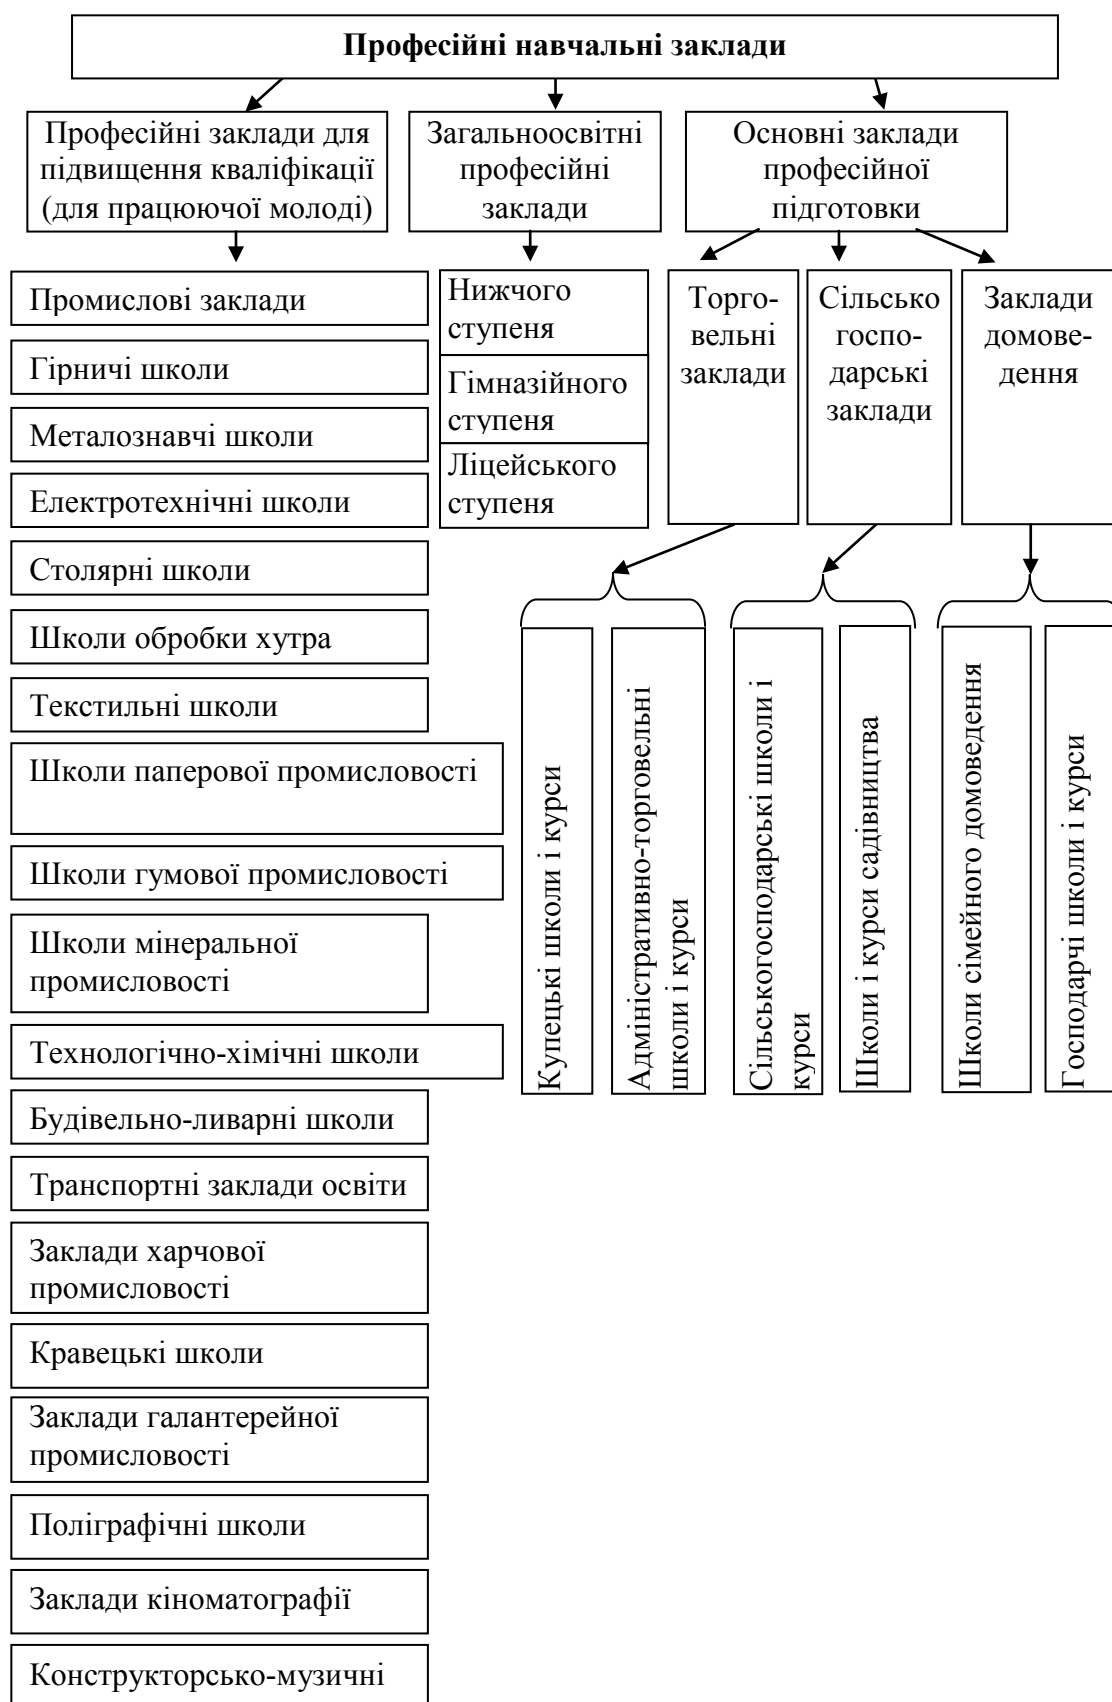 Професійні навчальні заклади
Професійні заклади для
підвищення кваліфікації
(для працюючої молоді)
Загальноосвітні
професійні
заклади
Основні заклади
професійної
підготовки
Промислові заклади
Гірничі школи
Металознавчі школи
Електротехнічні школи
Столярні школи
Школи обробки хутра
Текстильні школи
Школи паперової промисловості
Школи гумової промисловості
Школи мінеральної
промисловості
Технологічно-хімічні школи
Будівельно-ливарні школи
Транспортні заклади освіти
Заклади харчової
промисловості
Кравецькі школи
Заклади галантерейної
промисловості
Поліграфічні школи
Заклади кіноматографії
Конструкторсько-музичні
Нижчого
ступеня
Гімназійного
ступеня
Ліцейського
ступеня
Торго-
вельні
заклади
Сільсько
госпо-
дарські
заклади
Заклади
домове-
дення
Купецькі школи і курси
Адміністративно-торговельні
школи і курси
Сільськогосподарські школи і
курси
Школи і курси садівництва
Школи сімейного домоведення
Господарчі школи і курси